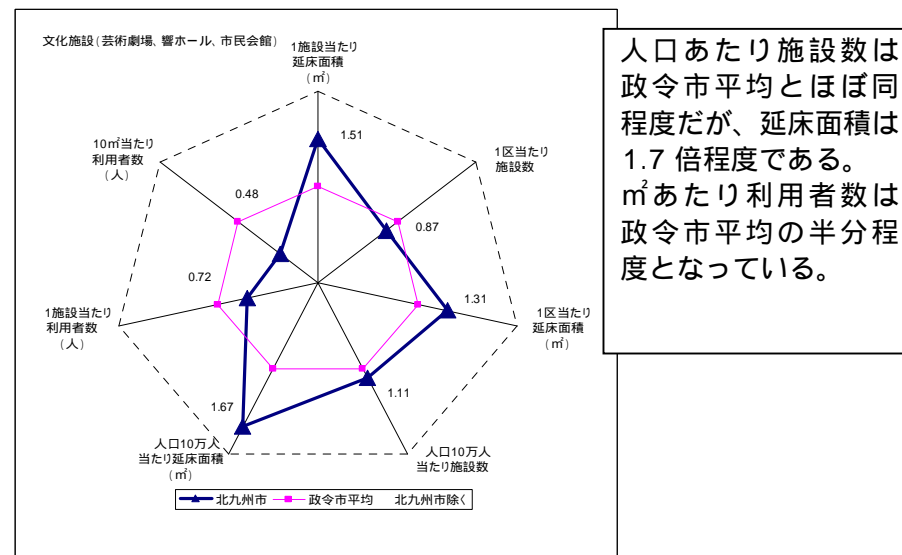 文化施設(芸術劇場、響ホール、市民会館)
1施設当たり
延床面積
(㎡)
1.51
1区当たり
施設数
0.87
1.31
1区当たり
延床面積
(㎡)
1.11
人口10万人
当たり施設数
1.67
人口10万人
当たり延床面積
(㎡)
0.72
1施設当たり
利用者数
(人)
0.48
10㎡当たり
利用者数
(人)
北九州市 政令市平均 北九州市除く
人口あたり施設数は
政令市平均とほぼ同
程度だが、延床面積は
1.7 倍程度である。
㎡あたり利用者数は
政令市平均の半分程
度となっている。